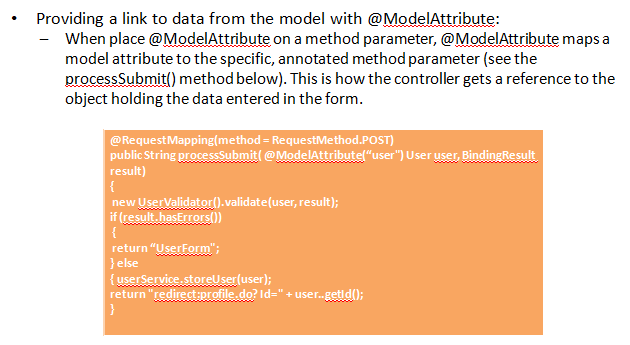 • Providing a link to data from the model with @ModelAttribute:
– When place @ModelAttribute on a method parameter, @ModelAttribute maps a
model attribute to the specific, annotated method parameter (see the
processSubmit() method below). This is how the controller gets a reference to the
object holding the data entered in the form.
@RequestMapping(method = RequestMethod.POST)
public String processSubmit( @ModelAttribute(“user") User user, BindingResult
result)
{
new UserValidator().validate(user, result);
if (result.hasErrors())
{
return “UserForm";
} else
{ userService.storeUser(user);
return "redirect:profile.do? Id=" + user..getId();
}